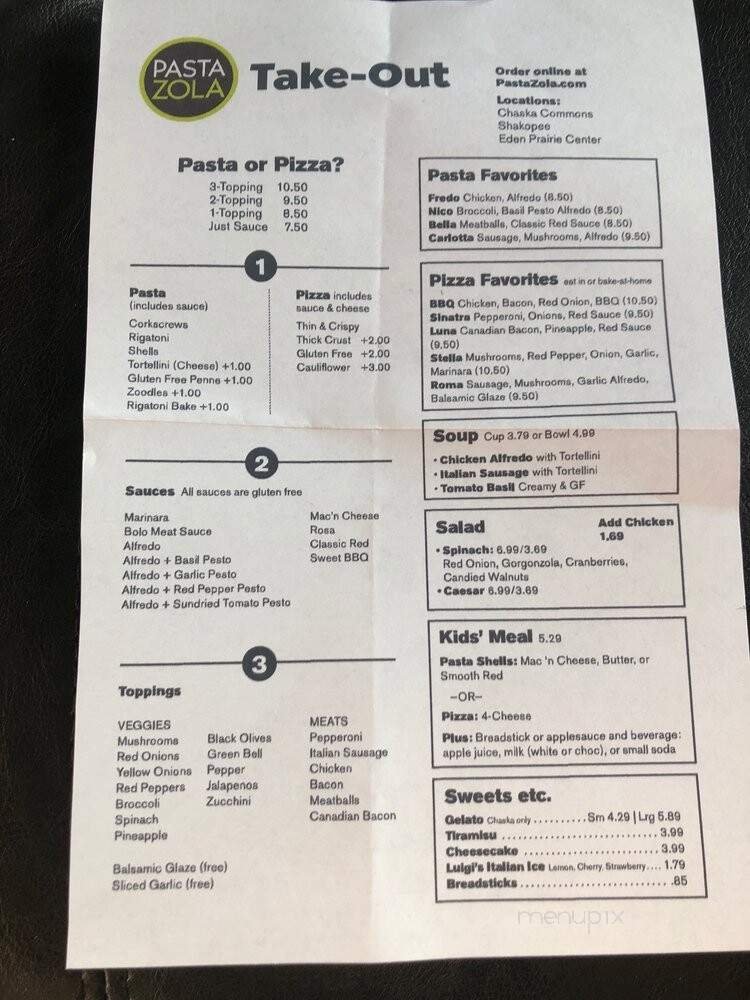 PASTA
ZOLA
Take-Out
Order online at
PastaZola.com
Locations:
Chaska Commons
Shakopee
Eden Prairie Center
Pasta or Pizza?
3-Topping 10.50
2-Topping 9.50
1-Topping 8.50
Just Sauce 7.50
1
Pasta
(includes sauce)
Corkscrews
Rigatoni
Shells
Tortellini (Cheese) +1.00
Gluten Free Penne +1.00
Zoodles +1.00
Rigatoni Bake +1.00
Pizza includes
sauce & cheese
Thin & Crispy
Thick Crust +2.00
Gluten Free +2.00
Cauliflower +3.00
2
Sauces All sauces are gluten free
Marinara
Bolo Meat Sauce
Alfredo
Alfredo + Basil Pesto
Alfredo + Garlic Pesto
Alfredo + Red Pepper Pesto
Alfredo + Sundried Tomato Pesto
Mac'n Cheese
Rosa
Classic Red
Sweet BBQ
3
Toppings
VEGGIES
Mushrooms
Red Onions
Yellow Onions
Red Peppers
Broccoli
Spinach
Pineapple
Black Olives
Green Bell
Pepper
Jalapenos
Zucchini
MEATS
Pepperoni
Italian Sausage
Chicken
Bacon
Meatballs
Canadian Bacon
Balsamic Glaze (free)
Sliced Garlic (free)
Pasta Favorites
Fredo Chicken, Alfredo (8.50)
Nico Broccoli, Basil Pesto Alfredo (8.50)
Bella Meatballs, Classic Red Sauce (8.50)
Carlotta Sausage, Mushrooms, Alfredo (9.50)
Pizza Favorites eat in or bake-at-home
BBQ Chicken, Bacon, Red Onion, BBQ (10.50)
Sinatra Pepperoni, Onions, Red Sauce (9.50)
Luna Canadian Bacon, Pineapple, Red Sauce
(9.50)
Stella Mushrooms, Red Pepper, Onion, Garlic,
Marinara (10.50)
Roma Sausage, Mushrooms, Garlic Alfredo,
Balsamic Glaze (9.50)
Soup Cup 3.79 or Bowl 4.99
• Chicken Alfredo with Tortellini
• Italian Sausage with Tortellini
• Tomato Basil Creamy & GF
Salad Add Chicken
1.69
• Spinach: 6.99/3.69
Red Onion, Gorgonzola, Cranberries,
Candied Walnuts
• Caesar 6.99/3.69
Kids' Meal 5.29
Pasta Shells: Mac 'n Cheese, Butter, or
Smooth Red
–OR–
Pizza: 4-Cheese
Plus: Breadstick or applesauce and beverage:
apple juice, milk (white or choc), or small soda
Sweets etc.
Gelato Chaska only .......... Sm 4.29 | Lrg 5.89
Tiramisu ........................... 3.99
Cheesecake ........................ 3.99
Luigi's Italian Ice Lemon, Cherry, Strawberry.... 1.79
Breadsticks ........................... .85
menupix